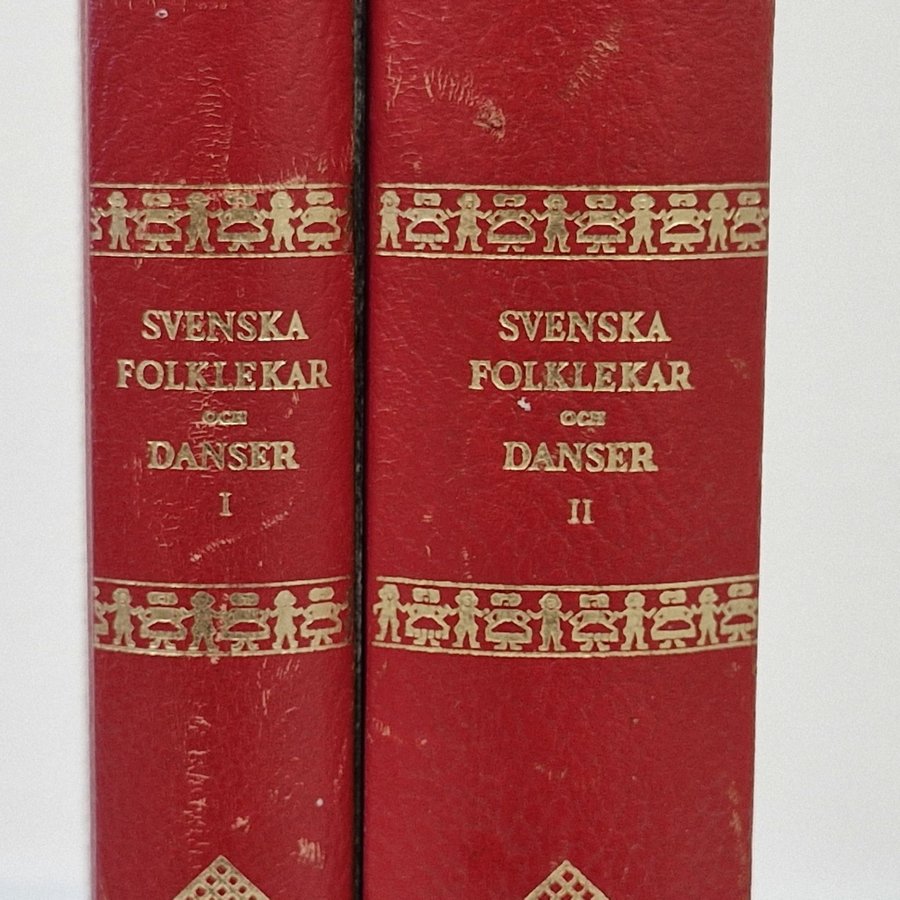 SVENSKA
FOLKLEKAR
OCH
DANSER
I
SVENSKA
FOLKLEKAR
OCH
DANSER
II